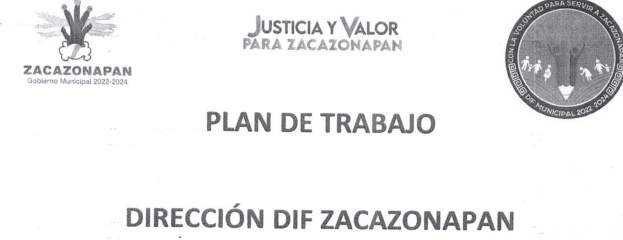 ZACAZONAPAN
Gobierno Municipal 2022-2024
JUSTICIA Y VALOR
PARA ZACAZONAPAN
CON LA VOLUNTAD PARA SERVIR A ZACAZONAPAN
DIF MUNICIPAL 2022 2024
PLAN DE TRABAJO
DIRECCIÓN DIF ZACAZONAPAN